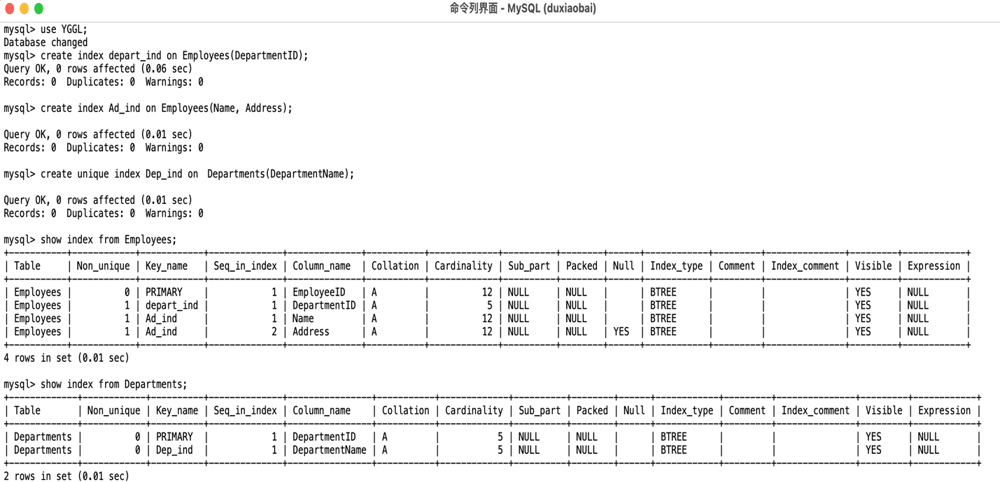 命令列界面 - MySQL (duxiaobai)
mysql> use YGGL;
Database changed
mysql> create index depart_ind on Employees(DepartmentID);
Query OK, 0 rows affected (0.06 sec)
Records: 0  Duplicates: 0  Warnings: 0
mysql> create index Ad_ind on Employees(Name, Address);
Query OK, 0 rows affected (0.01 sec)
Records: 0  Duplicates: 0  Warnings: 0
mysql> create unique index Dep_ind on  Departments(DepartmentName);
Query OK, 0 rows affected (0.01 sec)
Records: 0  Duplicates: 0  Warnings: 0
mysql> show index from Employees;
+-----------+------------+------------+--------------+--------------+-----------+-------------+----------+--------+------+------------+---------+---------------+---------+------------+
| Table     | Non_unique | Key_name   | Seq_in_index | Column_name  | Collation | Cardinality | Sub_part | Packed | Null | Index_type | Comment | Index_comment | Visible | Expression |
+-----------+------------+------------+--------------+--------------+-----------+-------------+----------+--------+------+------------+---------+---------------+---------+------------+
| Employees |          0 | PRIMARY    |            1 | EmployeeID   | A         |          12 | NULL     | NULL   |      | BTREE      |         |               | YES     | NULL       |
| Employees |          1 | depart_ind |            1 | DepartmentID | A         |           5 | NULL     | NULL   |      | BTREE      |         |               | YES     | NULL       |
| Employees |          1 | Ad_ind     |            1 | Name         | A         |          12 | NULL     | NULL   |      | BTREE      |         |               | YES     | NULL       |
| Employees |          1 | Ad_ind     |            2 | Address      | A         |          12 | NULL     | NULL   | YES  | BTREE      |         |               | YES     | NULL       |
+-----------+------------+------------+--------------+--------------+-----------+-------------+----------+--------+------+------------+---------+---------------+---------+------------+
4 rows in set (0.01 sec)
mysql> show index from Departments;
+-------------+------------+----------+--------------+----------------+-----------+-------------+----------+--------+------+------------+---------+---------------+---------+------------+
| Table       | Non_unique | Key_name | Seq_in_index | Column_name    | Collation | Cardinality | Sub_part | Packed | Null | Index_type | Comment | Index_comment | Visible | Expression |
+-------------+------------+----------+--------------+----------------+-----------+-------------+----------+--------+------+------------+---------+---------------+---------+------------+
| Departments |          0 | PRIMARY  |            1 | DepartmentID   | A         |           5 | NULL     | NULL   |      | BTREE      |         |               | YES     | NULL       |
| Departments |          0 | Dep_ind  |            1 | DepartmentName | A         |           5 | NULL     | NULL   |      | BTREE      |         |               | YES     | NULL       |
+-------------+------------+----------+--------------+----------------+-----------+-------------+----------+--------+------+------------+---------+---------------+---------+------------+
2 rows in set (0.01 sec)